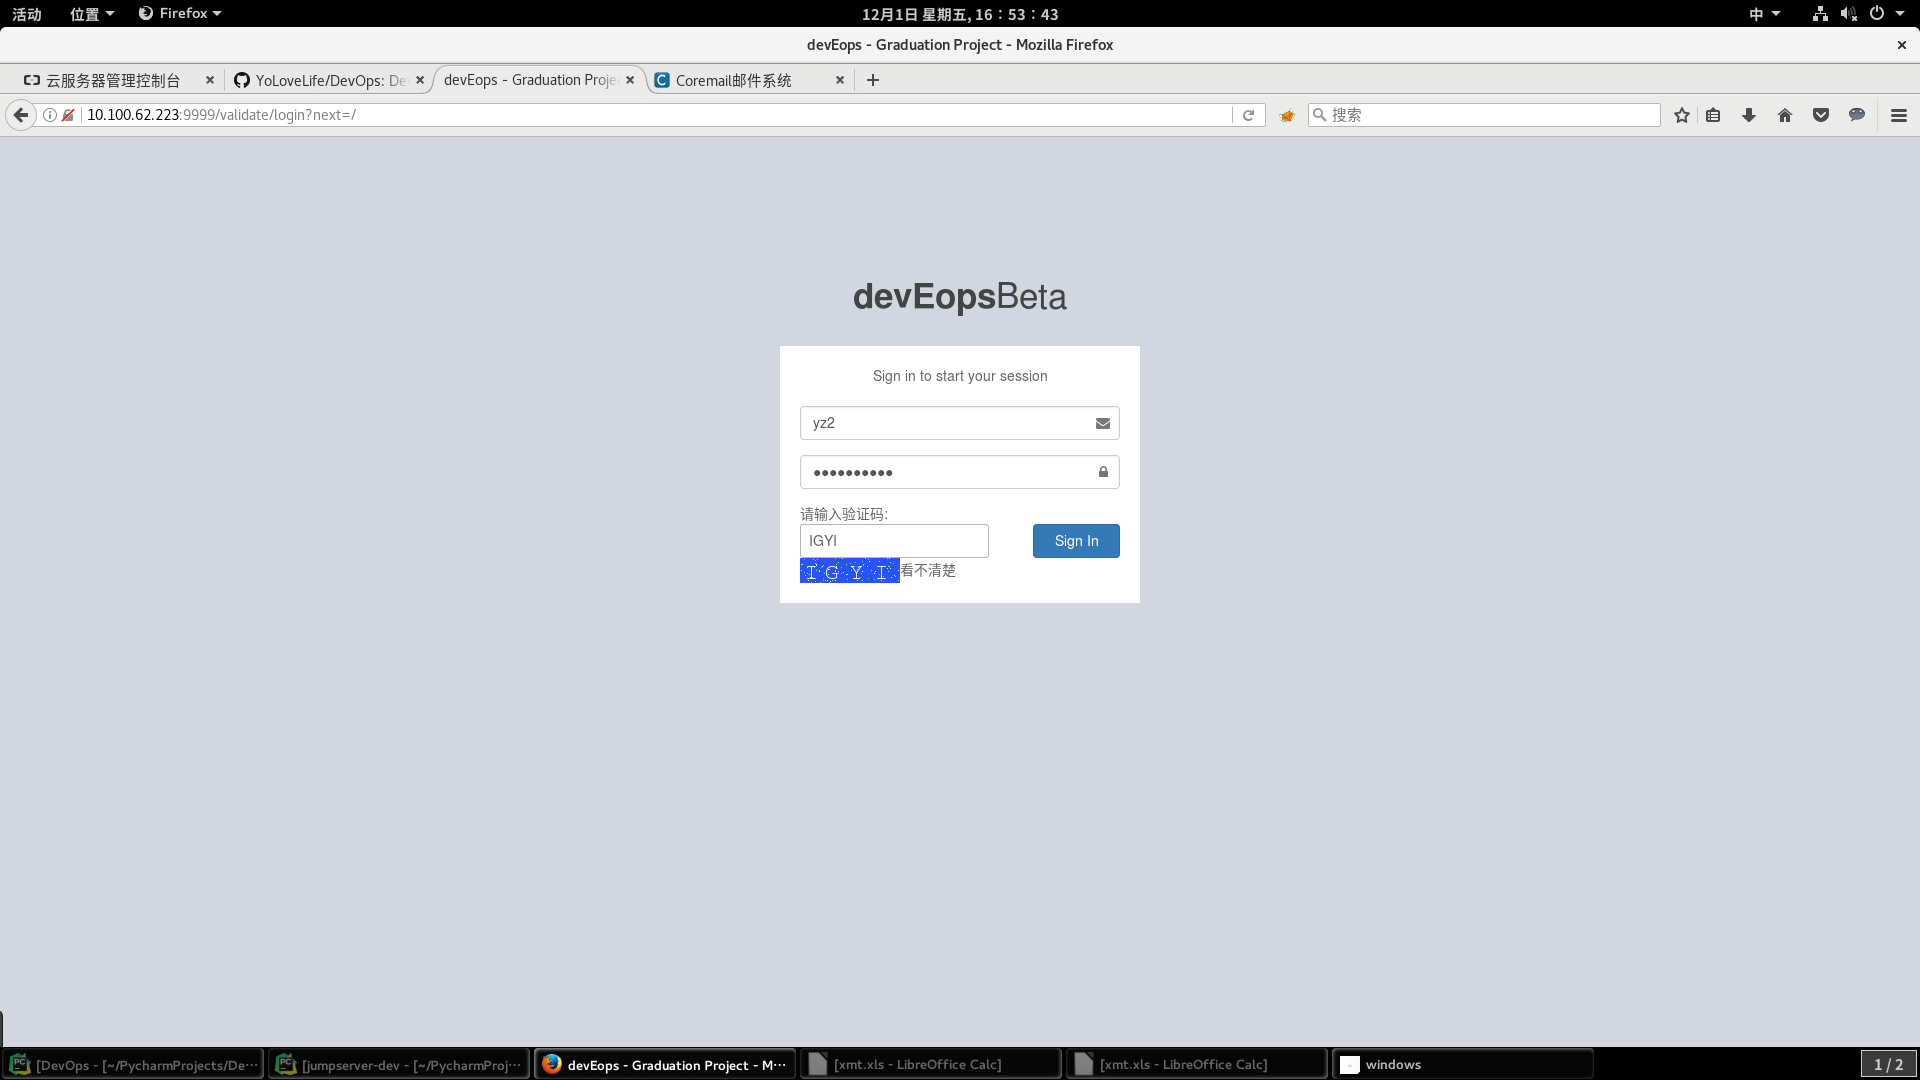 活动 位置 Firefox 12月1日 星期五, 16：53：43 中
devEops - Graduation Project - Mozilla Firefox
云服务器管理控制台 YoLoveLife/DevOps: De devEops - Graduation Proje Coremail邮件系统
10.100.62.223:9999/validate/login?next=/ 搜索
devEopsBeta
Sign in to start your session
yz2
请输入验证码:
IGYI Sign In
I G Y I 看不清楚
[DevOps - [~/PycharmProjects/De··· [jumpserver-dev - [~/PycharmProj··· devEops - Graduation Project - M··· [xmt.xls - LibreOffice Calc] [xmt.xls - LibreOffice Calc] windows 1 / 2